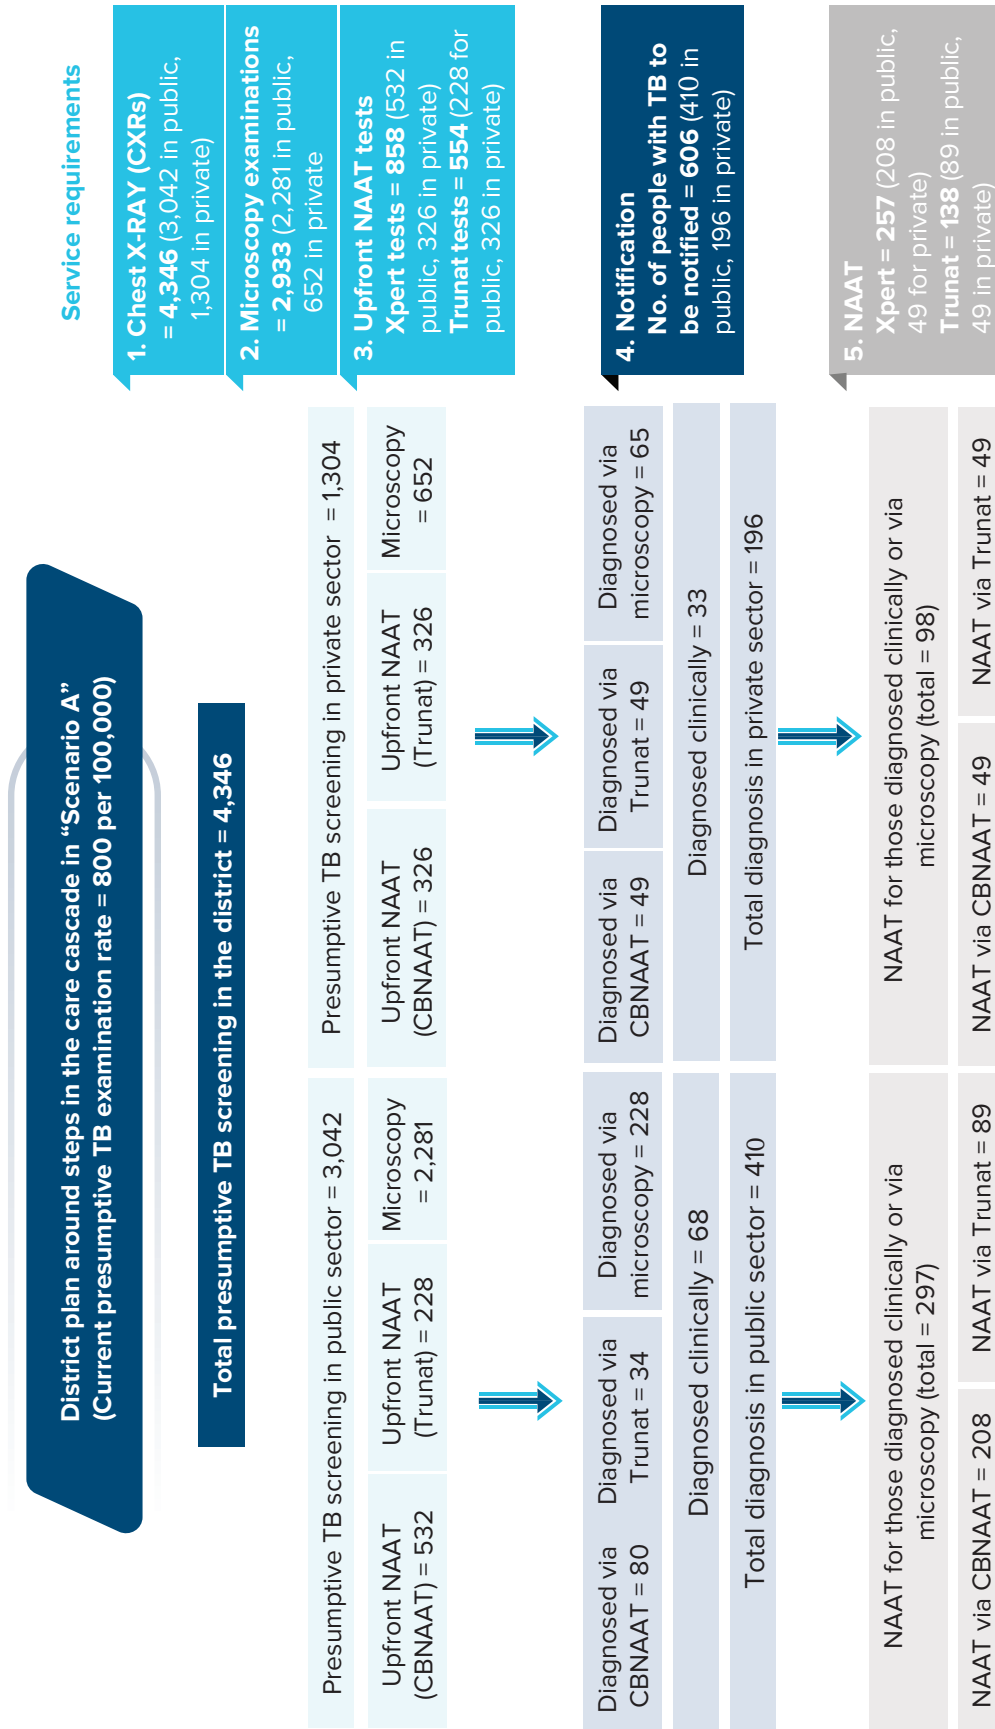 District plan around steps in the care cascade in “Scenario A”
(Current presumptive TB examination rate = 800 per 100,000)
Service requirements
Total presumptive TB screening in the district = 4,346
1. Chest X-RAY (CXRs)
= 4,346 (3,042 in public,
1,304 in private)
2. Microscopy examinations
= 2,933 (2,281 in public,
652 in private
3. Upfront NAAT tests
Xpert tests = 858 (532 in
public, 326 in private)
Trunat tests = 554 (228 for
public, 326 in private)
Presumptive TB screening in public sector = 3,042
Presumptive TB screening in private sector = 1,304
Upfront NAAT
(CBNAAT) = 532
Upfront NAAT
(Trunat) = 228
Microscopy
= 2,281
Upfront NAAT
(CBNAAT) = 326
Upfront NAAT
(Trunat) = 326
Microscopy
= 652
Diagnosed via
CBNAAT = 80
Diagnosed via
Trunat = 34
Diagnosed via
microscopy = 228
Diagnosed via
CBNAAT = 49
Diagnosed via
Trunat = 49
Diagnosed via
microscopy = 65
Diagnosed clinically = 68
Diagnosed clinically = 33
Total diagnosis in public sector = 410
Total diagnosis in private sector = 196
4. Notification
No. of people with TB to
be notified = 606 (410 in
public, 196 in private)
NAAT for those diagnosed clinically or via
microscopy (total = 297)
NAAT for those diagnosed clinically or via
microscopy (total = 98)
NAAT via CBNAAT = 208
NAAT via Trunat = 89
NAAT via CBNAAT = 49
NAAT via Trunat = 49
5. NAAT
Xpert = 257 (208 in public,
49 for private)
Trunat = 138 (89 in public,
49 in private)